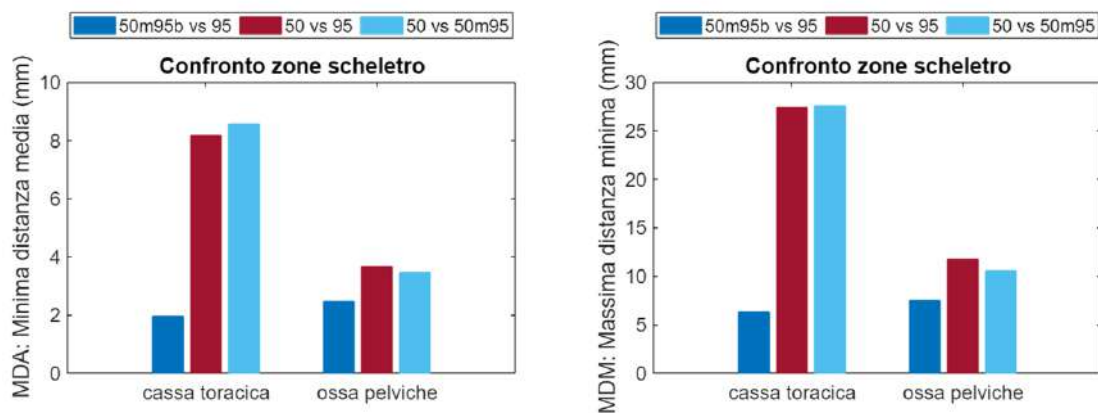 50m95b vs 95 50 vs 95 50 vs 50m95
Confronto zone scheletro
MDA: Minima distanza media (mm)
10
8
6
4
2
0
cassa toracica ossa pelviche
50m95b vs 95 50 vs 95 50 vs 50m95
Confronto zone scheletro
MDM: Massima distanza minima (mm)
30
25
20
15
10
5
0
cassa toracica ossa pelviche